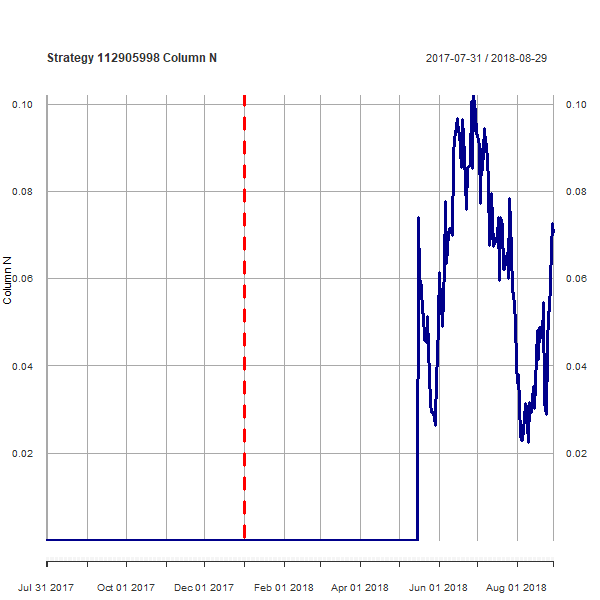 Strategy 112905998 Column N
2017-07-31 / 2018-08-29
Column N
0.10
0.08
0.06
0.04
0.02
0.10
0.08
0.06
0.04
0.02
Jul 31 2017
Oct 01 2017
Dec 01 2017
Feb 01 2018
Apr 01 2018
Jun 01 2018
Aug 01 2018